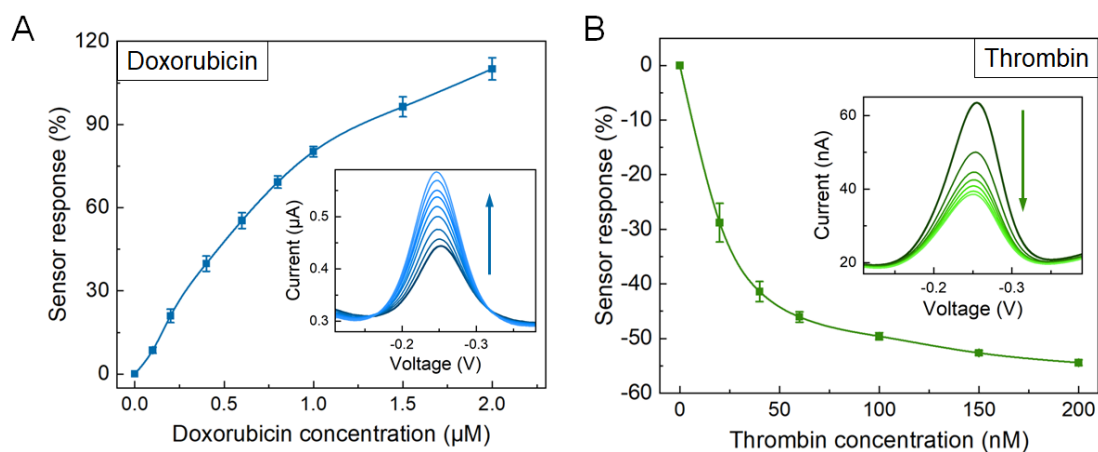 A
Doxorubicin
Sensor response (%)
120
90
60
30
0
0.0 0.5 1.0 1.5 2.0
Doxorubicin concentration (µM)
Current (µA)
0.5
0.4
0.3
-0.2 -0.3
Voltage (V)
B
Thrombin
Sensor response (%)
0
-10
-20
-30
-40
-50
-60
0 50 100 150 200
Thrombin concentration (nM)
Current (nA)
60
40
20
-0.2 -0.3
Voltage (V)